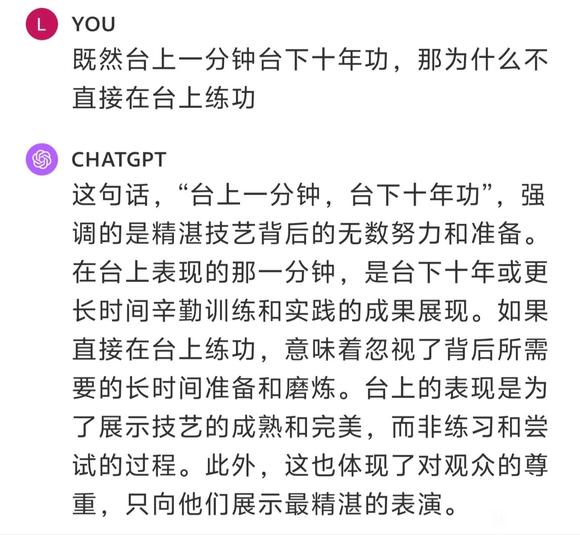 L YOU
既然台上一分钟台下十年功，那为什么不
直接在台上练功
CHATGPT
这句话，“台上一分钟，台下十年功”，强
调的是精湛技艺背后的无数努力和准备。
在台上表现的那一分钟，是台下十年或更
长时间辛勤训练和实践的成果展现。如果
直接在台上练功，意味着忽视了背后所需
要的长时间准备和磨炼。台上的表现是为
了展示技艺的成熟和完美，而非练习和尝
试的过程。此外，这也体现了对观众的尊
重，只向他们展示最精湛的表演。